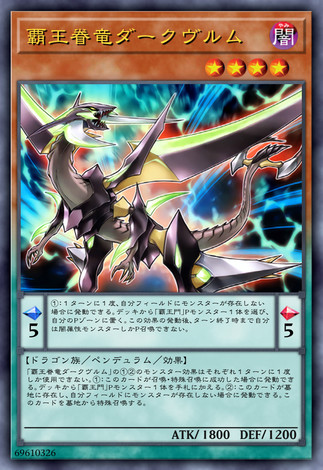 覇王眷竜ダークヴルム
闇
やみ
①:１ターンに１度、自分フィールドにモンスターが存在しない
場合に発動できる。デッキから「覇王門」Pモンスター１体を選び、
自分のPゾーンに置く。この効果の発動後、ターン終了時まで自分
は闇属性モンスターしかP召喚できない。
5
5
【ドラゴン族／ペンデュラム／効果】
「覇王眷竜ダークヴルム」の①②のモンスター効果はそれぞれ１ターンに１度
しか使用できない。①:このカードが召喚・特殊召喚に成功した場合に発動でき
る。デッキから「覇王門」Pモンスター１体を手札に加える。②:このカードが墓
地に存在し、自分フィールドにモンスターが存在しない場合に発動できる。こ
のカードを墓地から特殊召喚する。
ATK/ 1800 DEF/ 1200
69610326